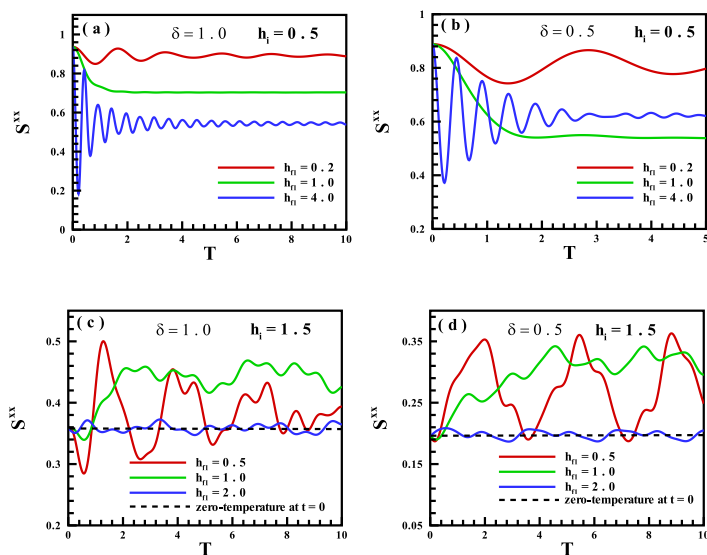 ( a )
δ = 1 . 0
h_i = 0 . 5
1
0.8
0.6
0.4
0.2
0
S^xx
h_f1 = 0 . 2
h_f1 = 1 . 0
h_f1 = 4 . 0
0 2 4 6 8 10
T
( b )
δ = 0 . 5
h_i = 0 . 5
1
0.8
0.6
0.4
0.2
S^xx
h_f1 = 0 . 2
h_f1 = 1 . 0
h_f1 = 4 . 0
0 1 2 3 4 5
T
( c )
δ = 1 . 0
h_i = 1 . 5
0.5
0.4
0.3
0.2
S^xx
h_f1 = 0 . 5
h_f1 = 1 . 0
h_f1 = 2 . 0
zero-temperature at t = 0
0 2 4 6 8 10
T
( d )
δ = 0 . 5
h_i = 1 . 5
0.35
0.25
0.15
0.05
S^xx
h_f1 = 0 . 5
h_f1 = 1 . 0
h_f1 = 2 . 0
zero-temperature at t = 0
0 2 4 6 8 10
T